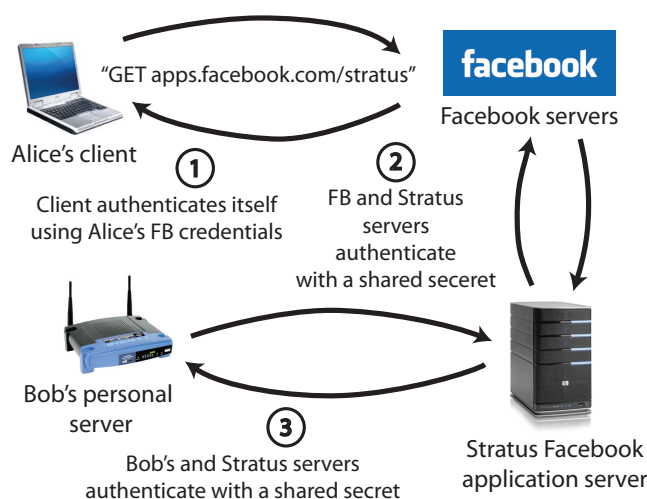 "GET apps.facebook.com/stratus"
facebook
Facebook servers
Alice's client
1
Client authenticates itself
using Alice's FB credentials
2
FB and Stratus
servers
authenticate
with a shared seceret
Bob's personal
server
3
Bob's and Stratus servers
authenticate with a shared secret
Stratus Facebook
application server